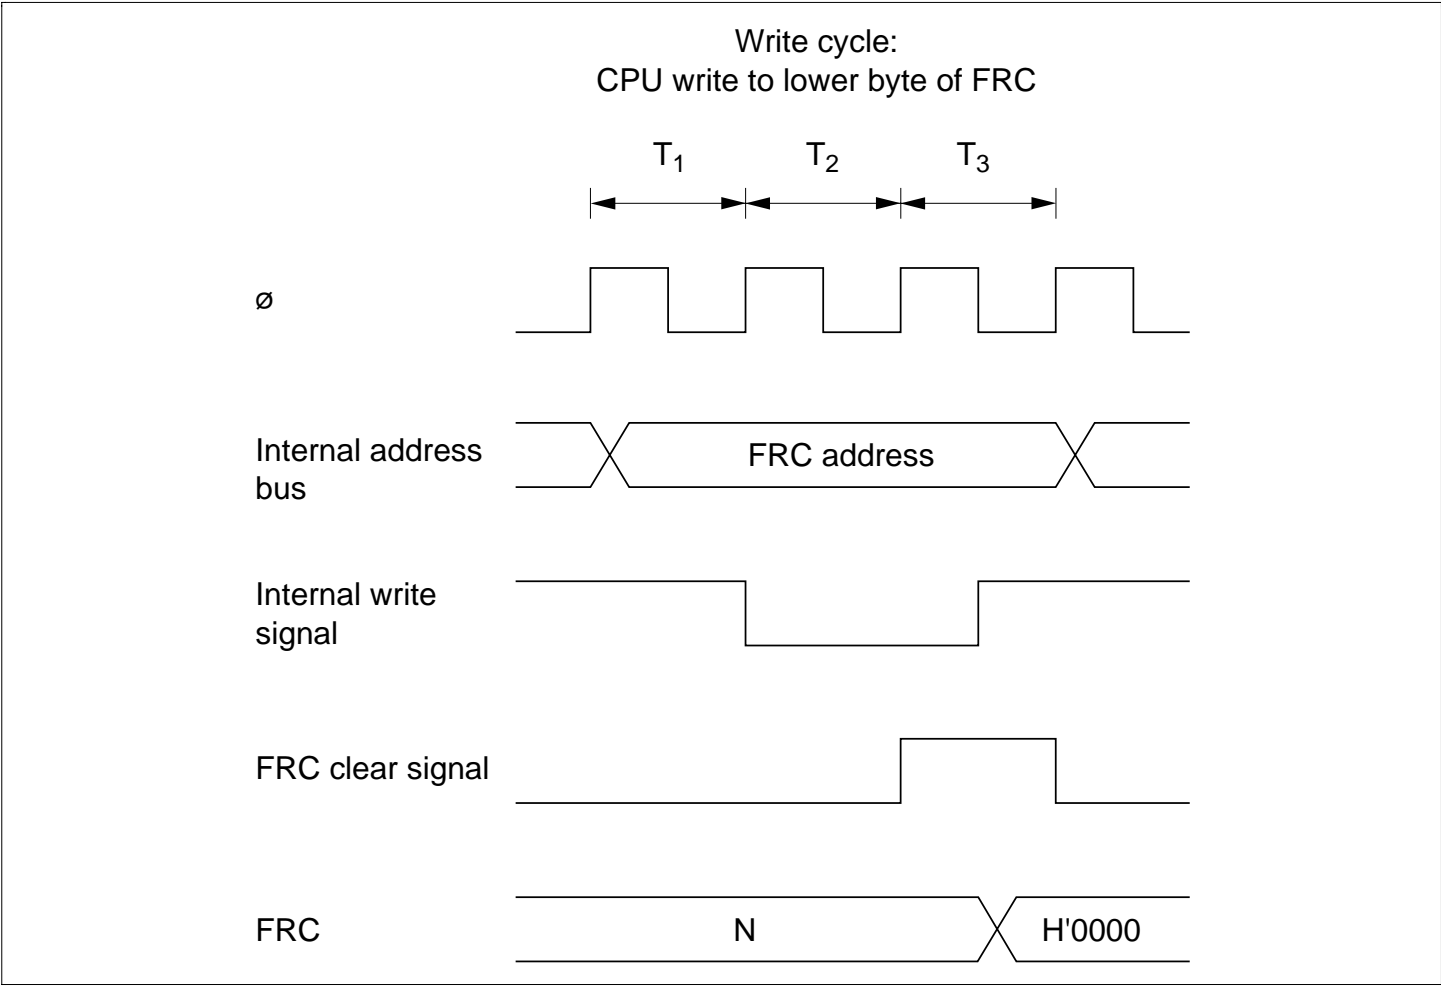 Write cycle:
CPU write to lower byte of FRC
T1 T2 T3
ø
Internal address
bus
FRC address
Internal write
signal
FRC clear signal
FRC N H'0000